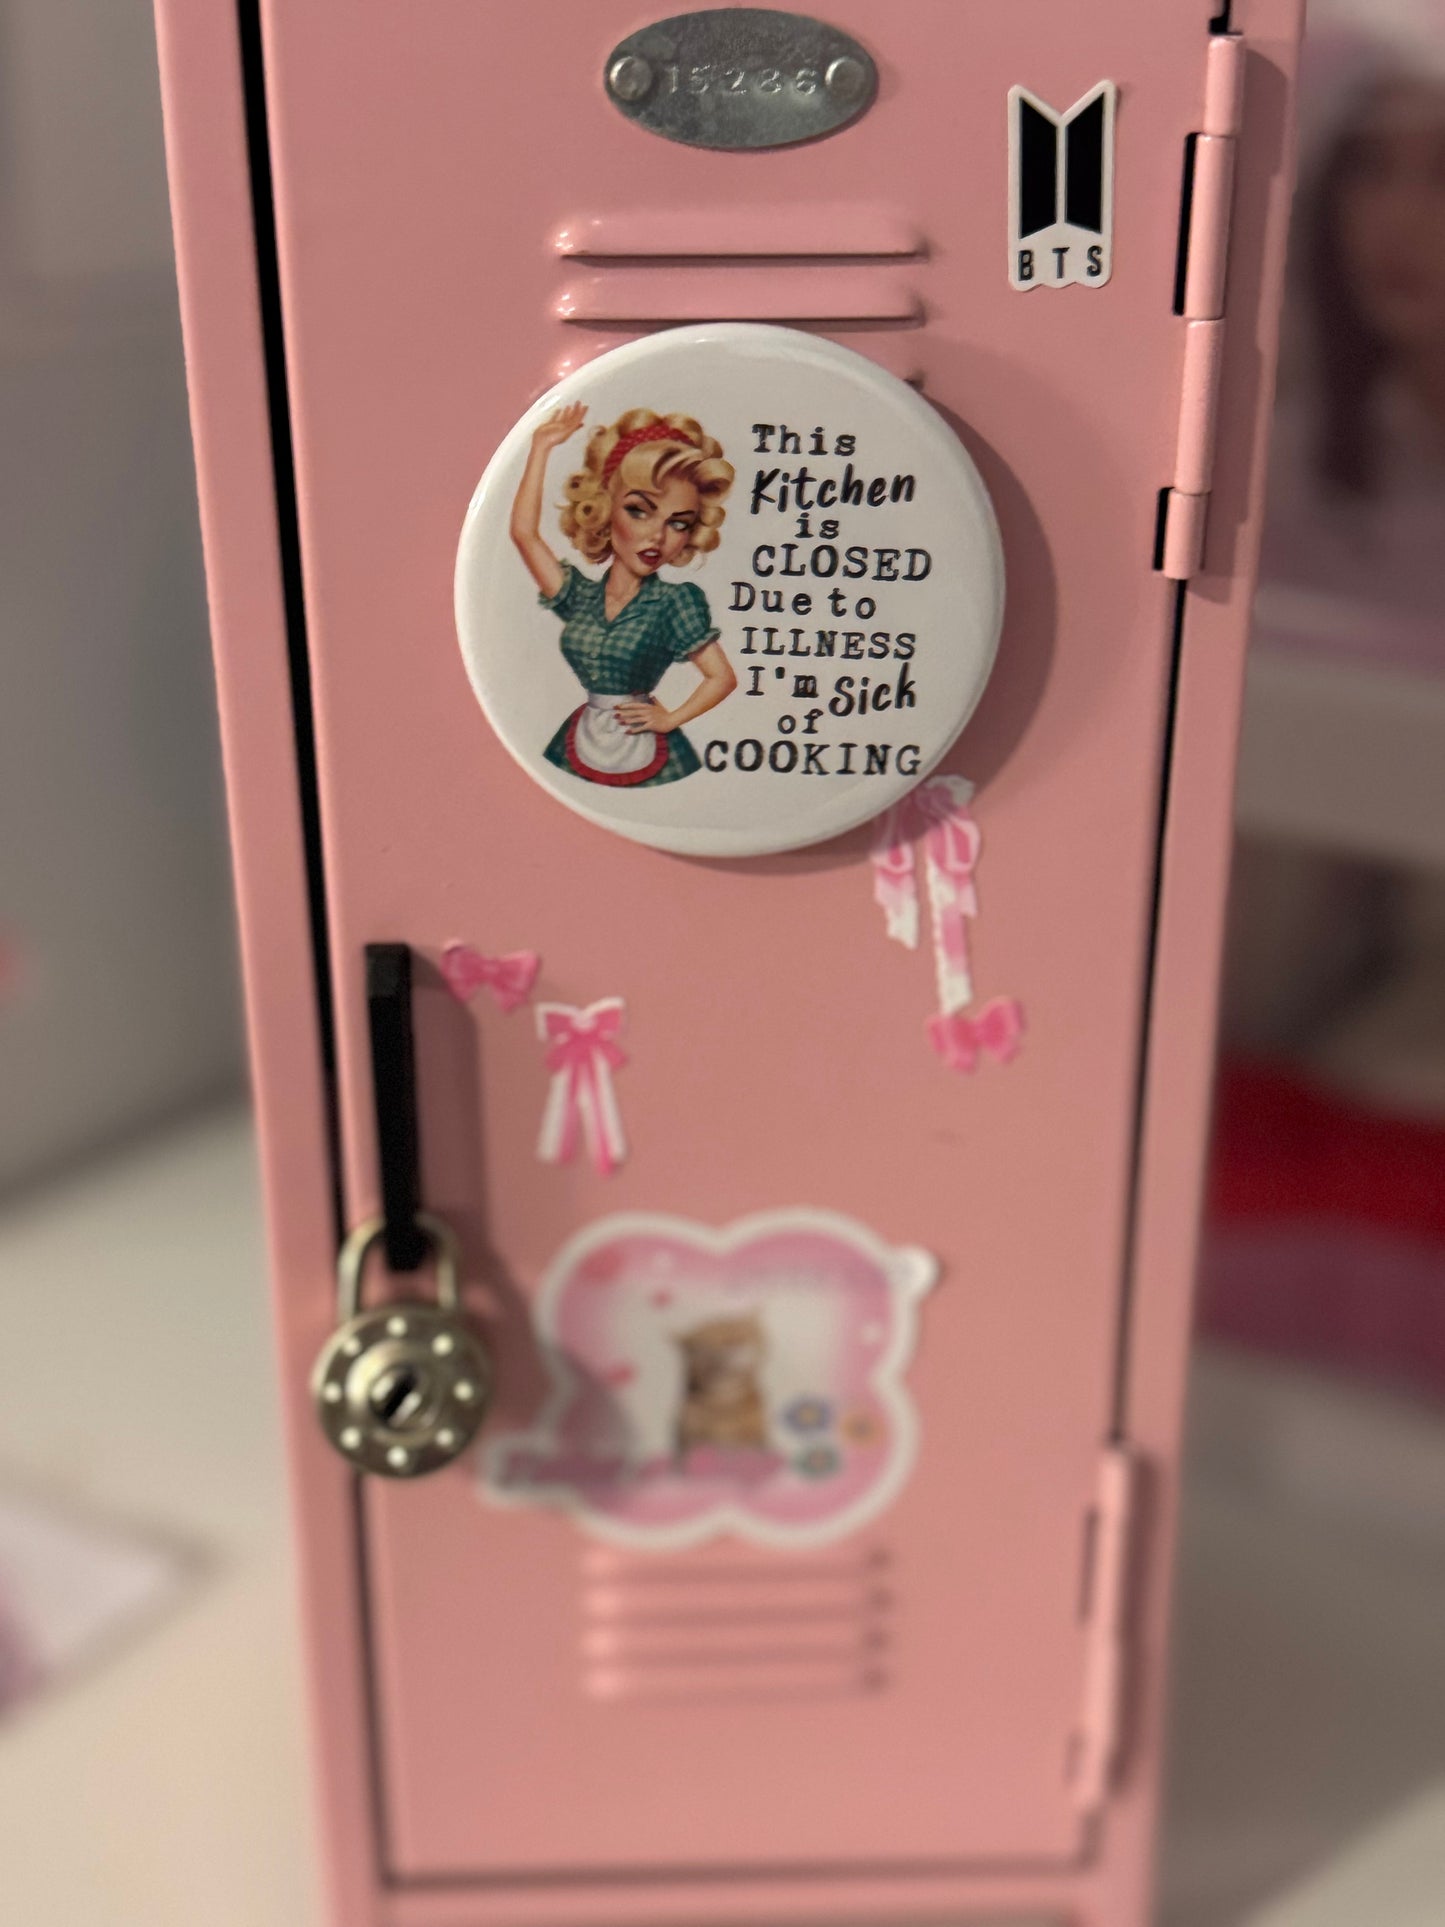 15286
BTS
This
Kitchen
is
CLOSED
Due to
ILLNESS
I'm Sick
of
COOKING